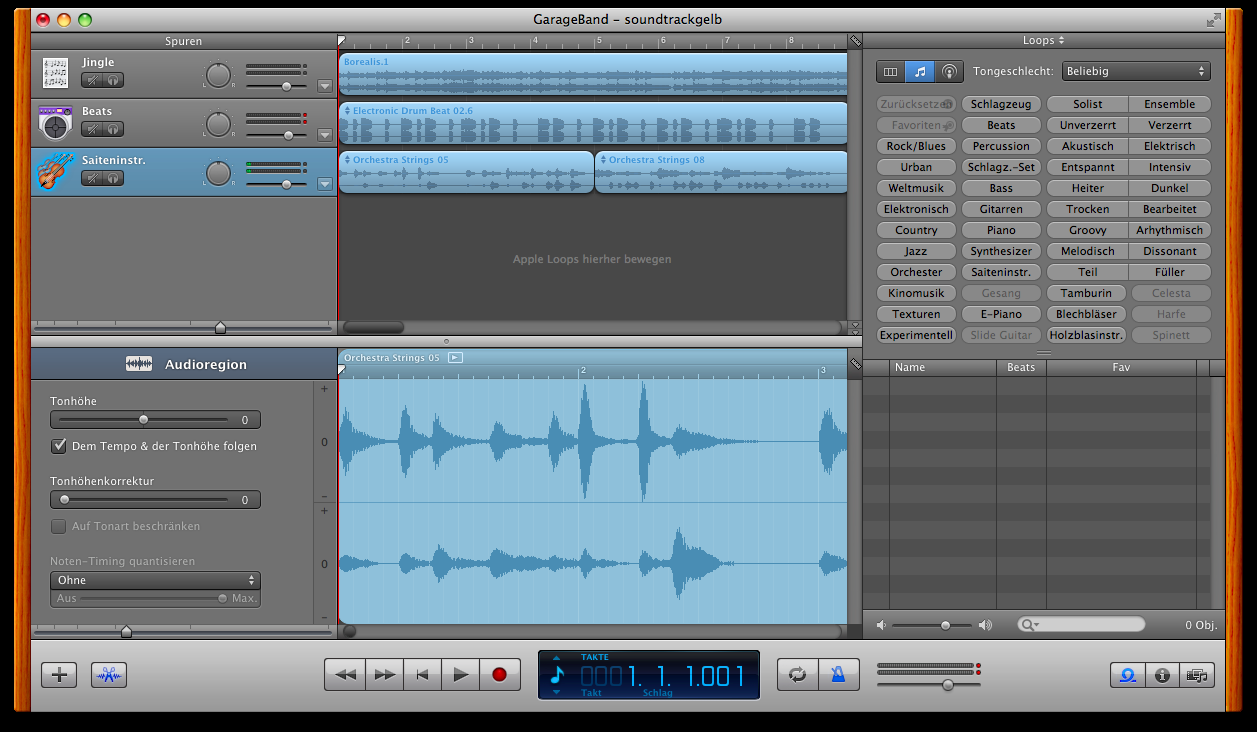 GarageBand – soundtrackgelb
Spuren
2 3 4 5 6 7 8
Loops
Jingle
L R
Borealis.1
Beats
L R
Electronic Drum Beat 02.6
Saiteninstr.
L R
Orchestra Strings 05
Orchestra Strings 08
Apple Loops hierher bewegen
Tongeschlecht: Beliebig
Zurücksetzen Schlagzeug Solist Ensemble
Favoriten Beats Unverzerrt Verzerrt
Rock/Blues Percussion Akustisch Elektrisch
Urban Schlagz.-Set Entspannt Intensiv
Weltmusik Bass Heiter Dunkel
Elektronisch Gitarren Trocken Bearbeitet
Country Piano Groovy Arhythmisch
Jazz Synthesizer Melodisch Dissonant
Orchester Saiteninstr. Teil Füller
Kinomusik Gesang Tamburin Celesta
Texturen E-Piano Blechbläser Harfe
Experimentell Slide Guitar Holzblasinstr. Spinett
Name Beats Fav
Audioregion
Orchestra Strings 05
2 3
Tonhöhe
0
Dem Tempo & der Tonhöhe folgen
Tonhöhenkorrektur
0
Auf Tonart beschränken
Noten-Timing quantisieren
Ohne
Aus Max.
+
0
–
+
0
–
0 Obj.
TAKTE
0001. 1. 1.001
Takt Schlag